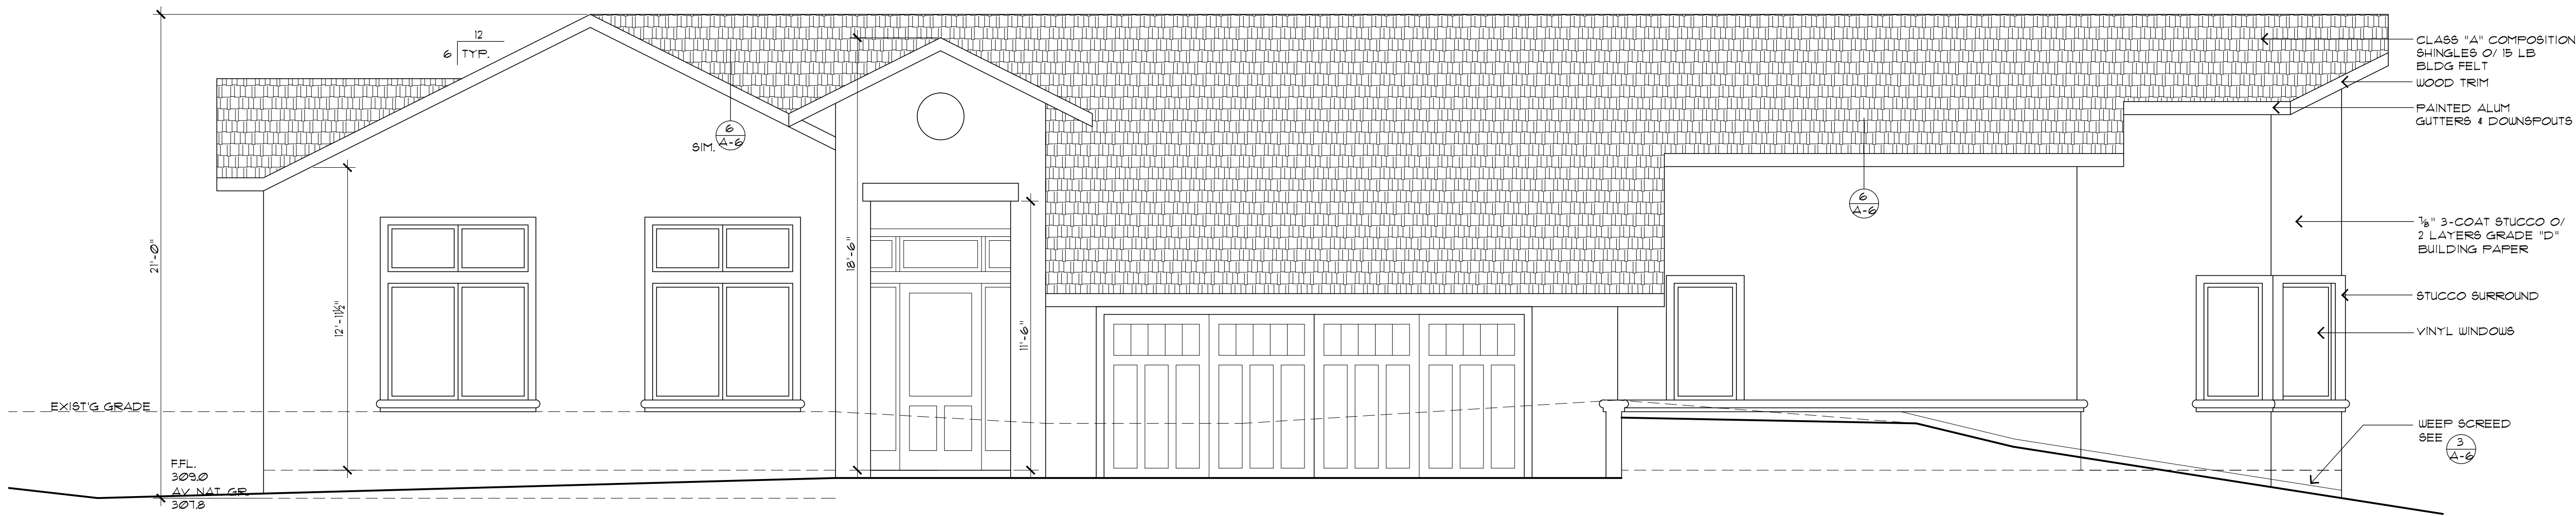 12
6 TYP.
21'-0"
12'-11½"
18'-6"
11'-6"
SIM.
6
A-6
6
A-6
CLASS "A" COMPOSITION
SHINGLES O/ 15 LB
BLDG FELT
WOOD TRIM
PAINTED ALUM
GUTTERS & DOWNSPOUTS
⅞" 3-COAT STUCCO O/
2 LAYERS GRADE "D"
BUILDING PAPER
STUCCO SURROUND
VINYL WINDOWS
WEEP SCREED
SEE 3
A-6
EXIST'G GRADE
F.FL.
309.0
AV NAT. GR.
307.8